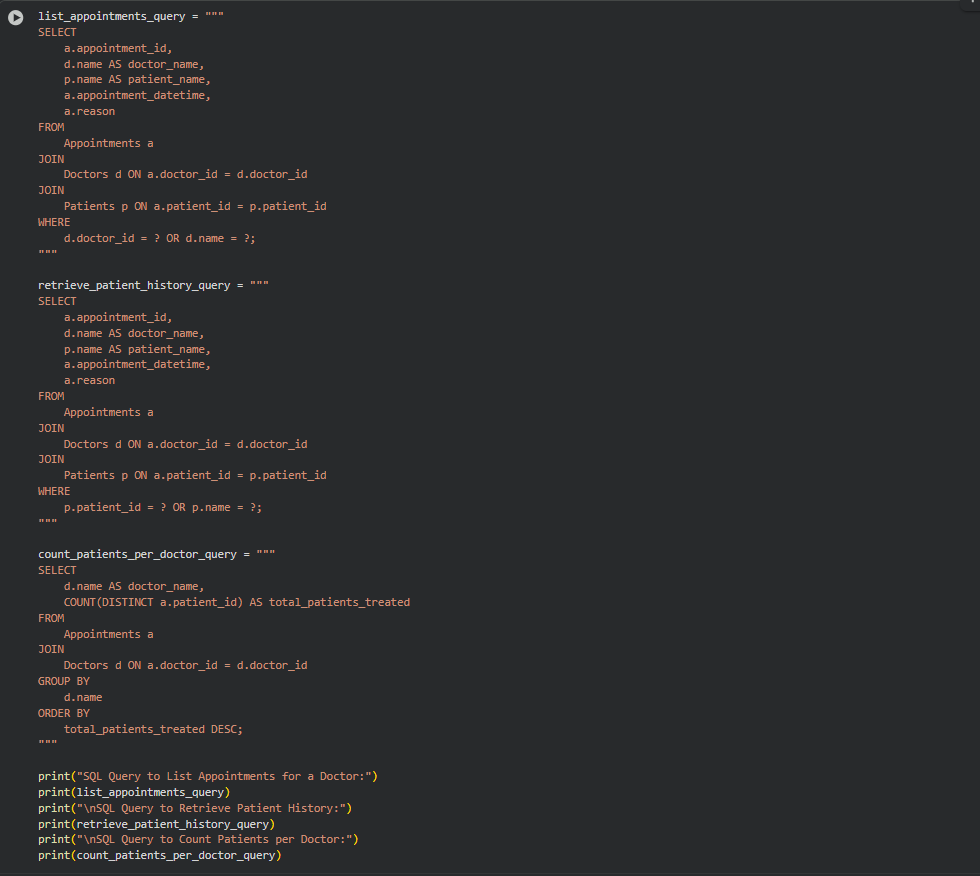 list_appointments_query = """
SELECT
    a.appointment_id,
    d.name AS doctor_name,
    p.name AS patient_name,
    a.appointment_datetime,
    a.reason
FROM
    Appointments a
JOIN
    Doctors d ON a.doctor_id = d.doctor_id
JOIN
    Patients p ON a.patient_id = p.patient_id
WHERE
    d.doctor_id = ? OR d.name = ?;
"""

retrieve_patient_history_query = """
SELECT
    a.appointment_id,
    d.name AS doctor_name,
    p.name AS patient_name,
    a.appointment_datetime,
    a.reason
FROM
    Appointments a
JOIN
    Doctors d ON a.doctor_id = d.doctor_id
JOIN
    Patients p ON a.patient_id = p.patient_id
WHERE
    p.patient_id = ? OR p.name = ?;
"""

count_patients_per_doctor_query = """
SELECT
    d.name AS doctor_name,
    COUNT(DISTINCT a.patient_id) AS total_patients_treated
FROM
    Appointments a
JOIN
    Doctors d ON a.doctor_id = d.doctor_id
GROUP BY
    d.name
ORDER BY
    total_patients_treated DESC;
"""

print("SQL Query to List Appointments for a Doctor:")
print(list_appointments_query)
print("\nSQL Query to Retrieve Patient History:")
print(retrieve_patient_history_query)
print("\nSQL Query to Count Patients per Doctor:")
print(count_patients_per_doctor_query)